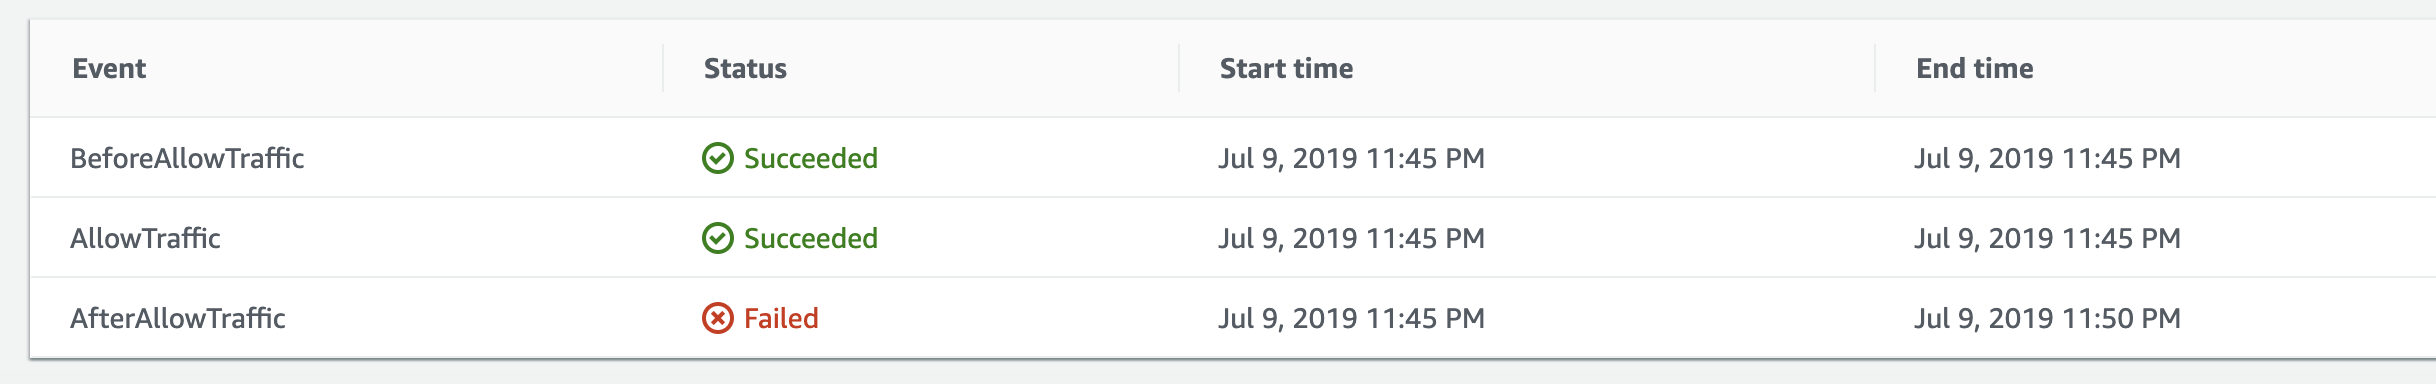 Event Status Start time End time
BeforeAllowTraffic Succeeded Jul 9, 2019 11:45 PM Jul 9, 2019 11:45 PM
AllowTraffic Succeeded Jul 9, 2019 11:45 PM Jul 9, 2019 11:45 PM
AfterAllowTraffic Failed Jul 9, 2019 11:45 PM Jul 9, 2019 11:50 PM